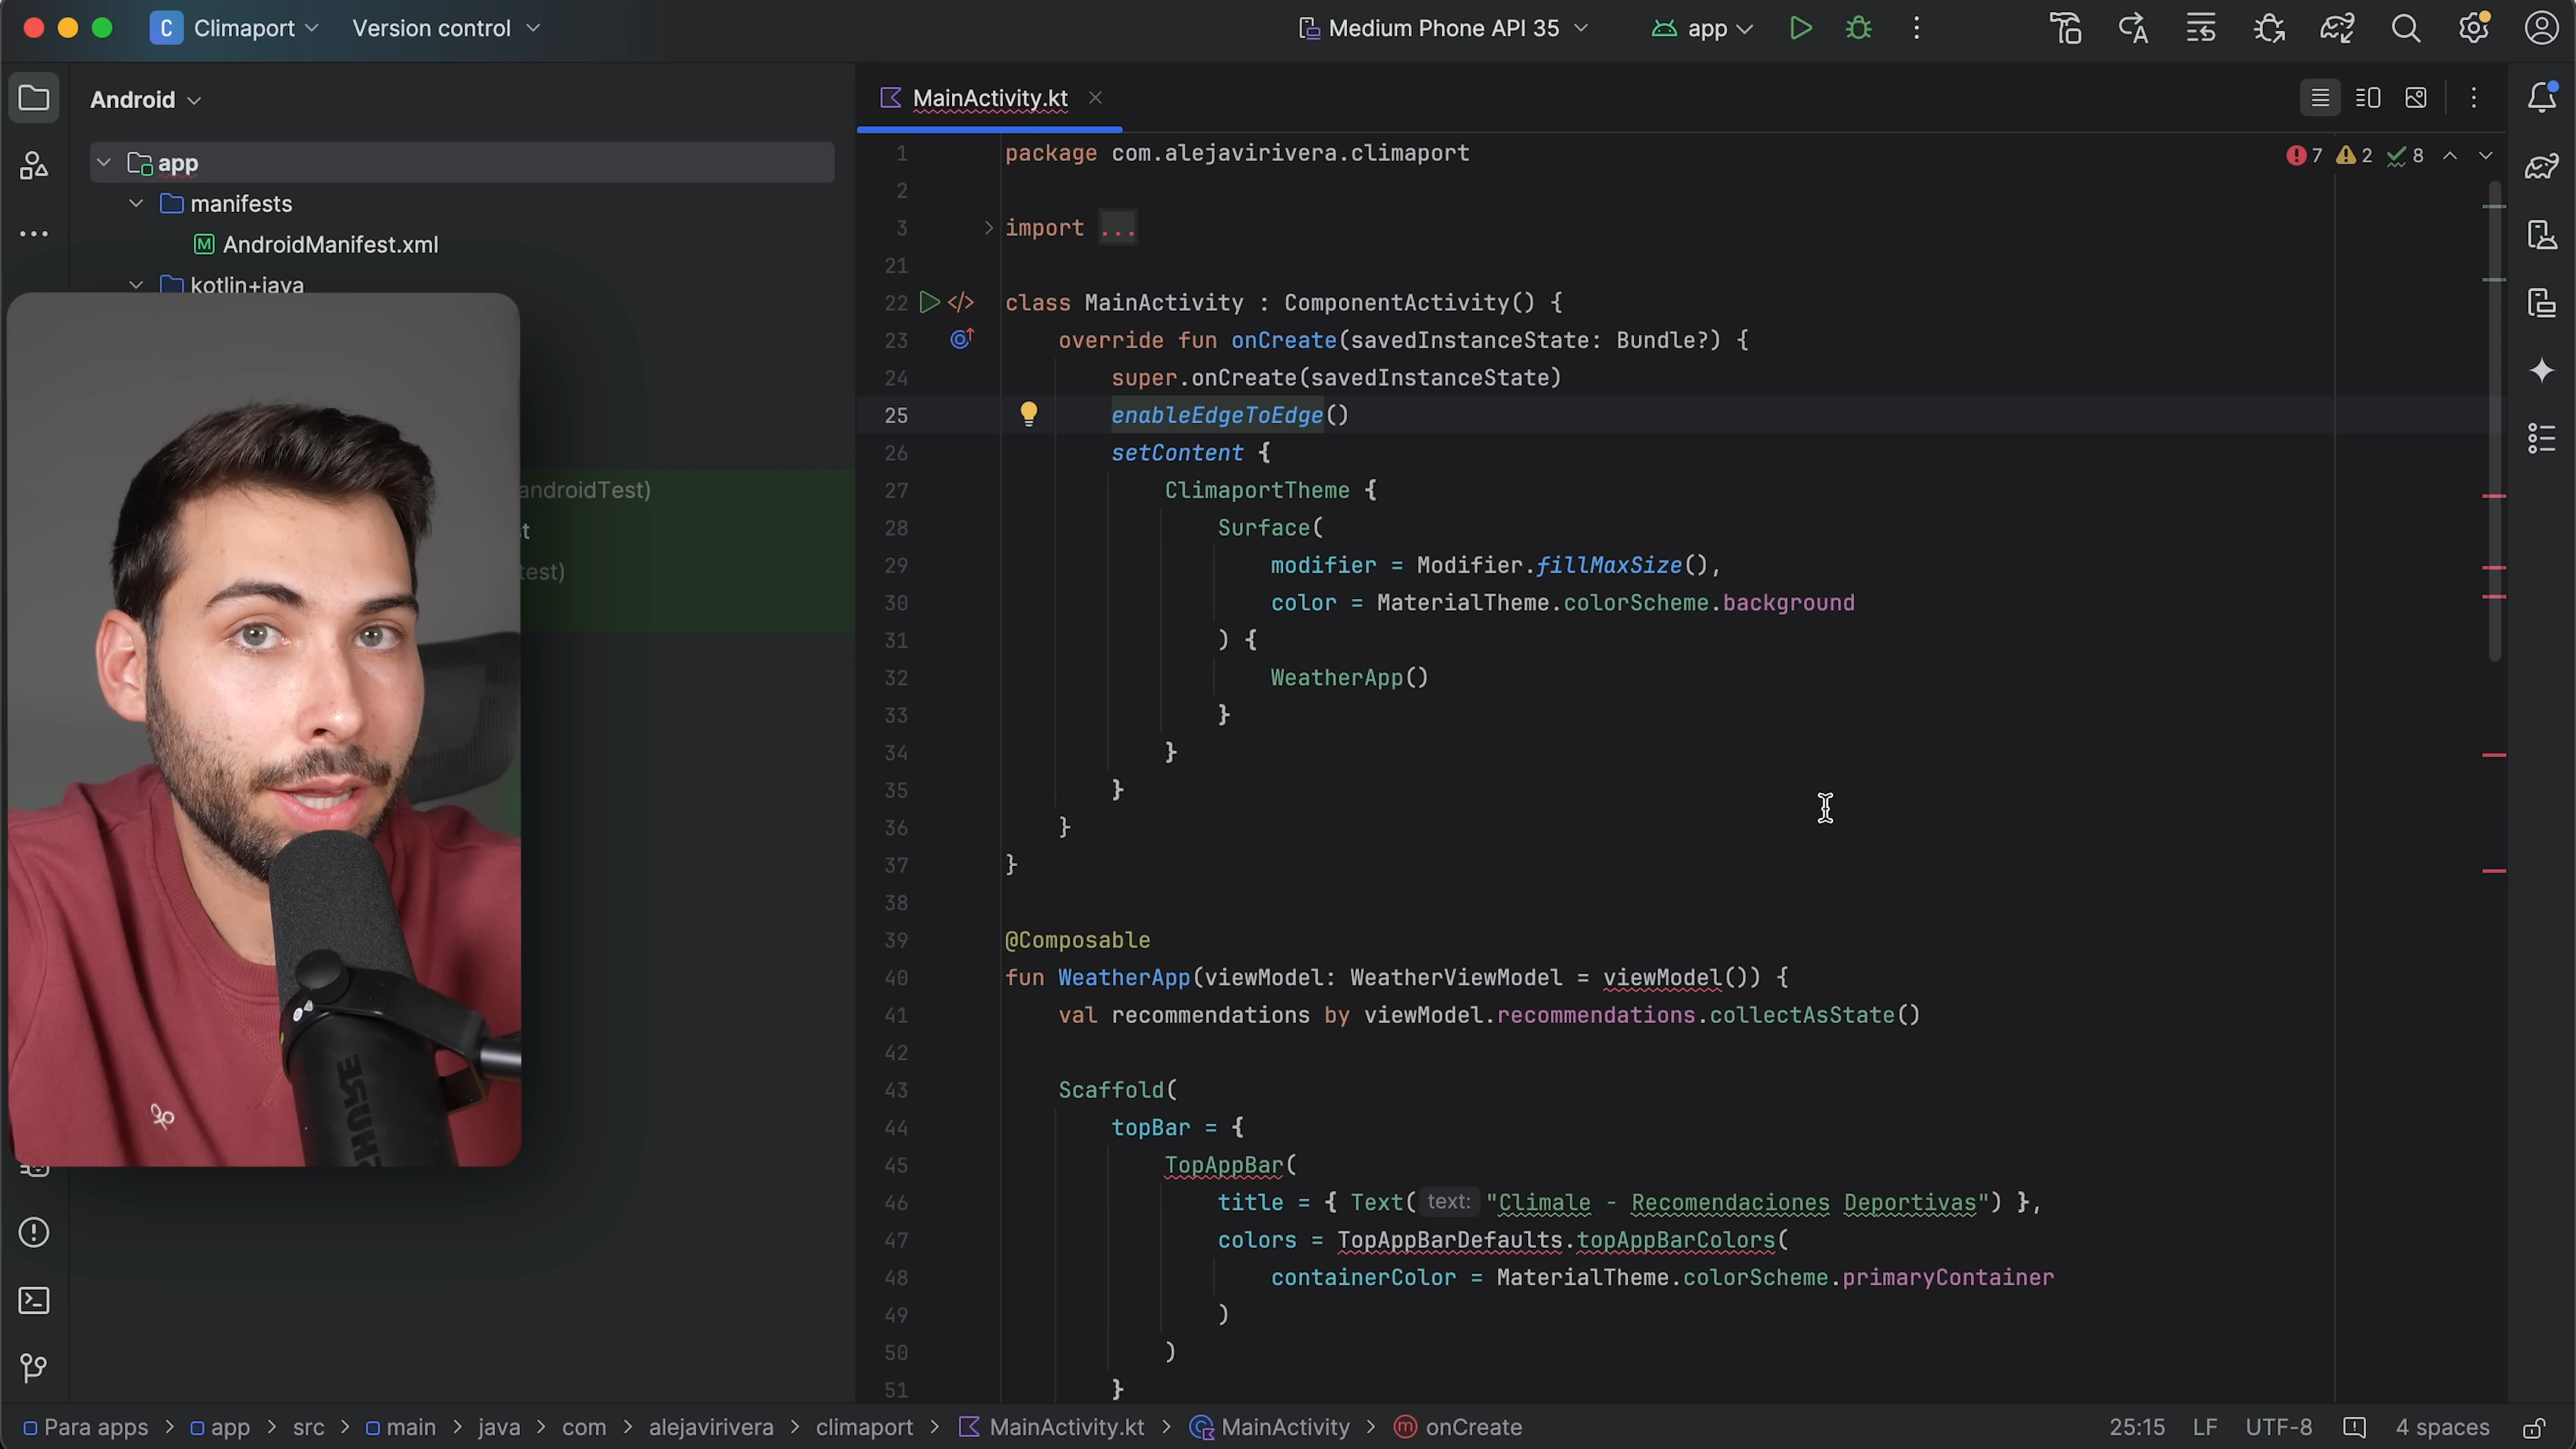 C Climaport Version control Medium Phone API 35 app
Android
MainActivity.kt
app
manifests
M AndroidManifest.xml
kotlin+java
androidTest)
test)
7 2 8
1 package com.alejavirivera.climaport
2
3 import ...
21
22 </> class MainActivity : ComponentActivity() {
23 override fun onCreate(savedInstanceState: Bundle?) {
24 super.onCreate(savedInstanceState)
25 enableEdgeToEdge()
26 setContent {
27 ClimaportTheme {
28 Surface(
29 modifier = Modifier.fillMaxSize(),
30 color = MaterialTheme.colorScheme.background
31 ) {
32 WeatherApp()
33 }
34 }
35 }
36 }
37 }
38
39 @Composable
40 fun WeatherApp(viewModel: WeatherViewModel = viewModel()) {
41 val recommendations by viewModel.recommendations.collectAsState()
42
43 Scaffold(
44 topBar = {
45 TopAppBar(
46 title = { Text( text: "Climale - Recomendaciones Deportivas") },
47 colors = TopAppBarDefaults.topAppBarColors(
48 containerColor = MaterialTheme.colorScheme.primaryContainer
49 )
50 )
51 }
Para apps > app > src > main > java > com > alejavirivera > climaport > MainActivity.kt > MainActivity > m onCreate 25:15 LF UTF-8 4 spaces